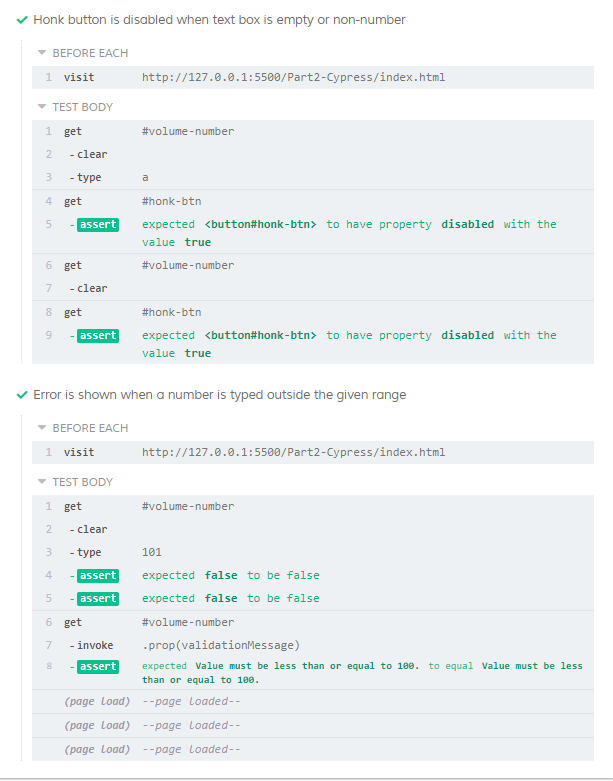 Honk button is disabled when text box is empty or non-number
BEFORE EACH
1 visit http://127.0.0.1:5500/Part2-Cypress/index.html
TEST BODY
1 get #volume-number
2 -clear
3 -type a
4 get #honk-btn
5 -assert expected <button#honk-btn> to have property disabled with the
value true
6 get #volume-number
7 -clear
8 get #honk-btn
9 -assert expected <button#honk-btn> to have property disabled with the
value true
Error is shown when a number is typed outside the given range
BEFORE EACH
1 visit http://127.0.0.1:5500/Part2-Cypress/index.html
TEST BODY
1 get #volume-number
2 -clear
3 -type 101
4 -assert expected false to be false
5 -assert expected false to be false
6 get #volume-number
7 -invoke .prop(validationMessage)
8 -assert expected Value must be less than or equal to 100. to equal Value must be less
than or equal to 100.
(page load) --page loaded--
(page load) --page loaded--
(page load) --page loaded--